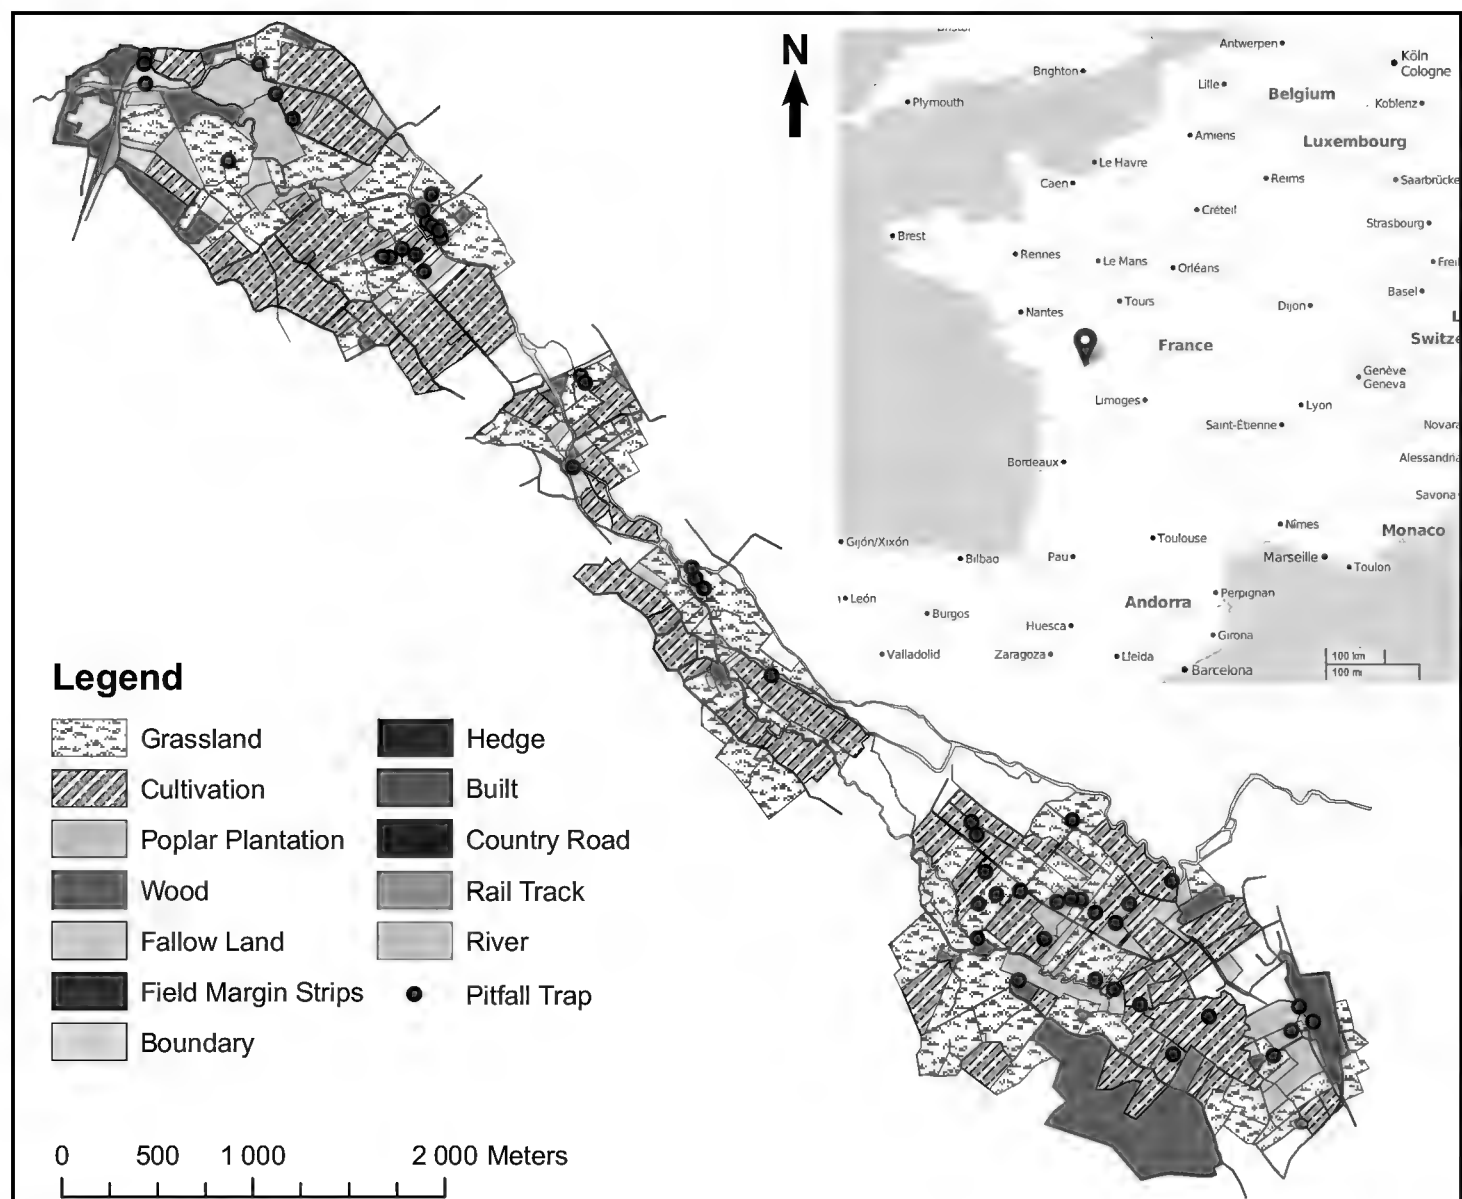 N
Antwerpen
Köln
Cologne
Brighton
Lille
Belgium
Plymouth
Koblenz
Amiens
Luxembourg
Le Havre
Caen
Reims
Saarbrücke
Créteil
Strasbourg
Brest
Rennes
Le Mans
Orléans
Frei
Basel
Tours
Dijon
Nantes
France
Switze
Genève
Geneva
Limoges
Lyon
Saint-Étienne
Novara
Bordeaux
Alessandria
Savona
Nîmes
Monaco
Gijón/Xixón
Toulouse
Bilbao
Pau
Marseille
Toulon
León
Andorra
Perpignan
Burgos
Huesca
Girona
Valladolid
Zaragoza
Lleida
Barcelona
100 km
100 mi
Legend
Grassland
Cultivation
Poplar Plantation
Wood
Fallow Land
Field Margin Strips
Boundary
Hedge
Built
Country Road
Rail Track
River
Pitfall Trap
0 500 1 000 2 000 Meters